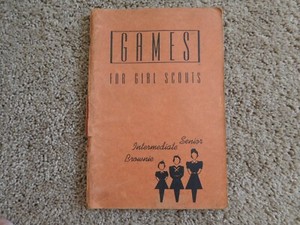 GAMES
FOR GIRL SCOUTS
Senior
Intermediate
Brownie